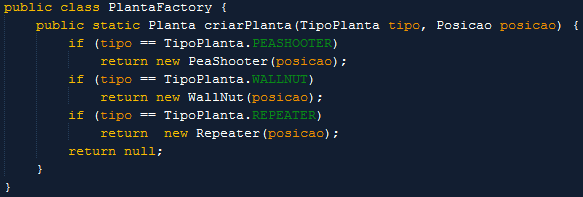 public class PlantaFactory {
    public static Planta criarPlanta(TipoPlanta tipo, Posicao posicao) {
        if (tipo == TipoPlanta.PEASHOOTER)
            return new PeaShooter(posicao);
        if (tipo == TipoPlanta.WALLNUT)
            return new WallNut(posicao);
        if (tipo == TipoPlanta.REPEATER)
            return  new Repeater(posicao);
        return null;
    }
}